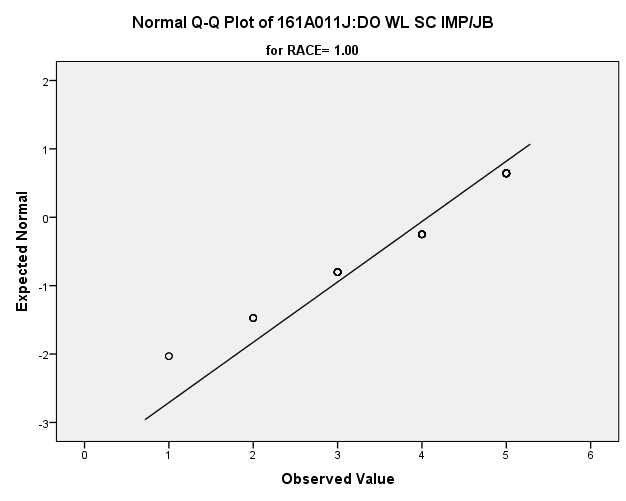 Normal Q-Q Plot of 161A011J:DO WL SC IMP/JB
for RACE= 1.00
2
1
0
-1
-2
-3
Expected Normal
0 1 2 3 4 5 6
Observed Value